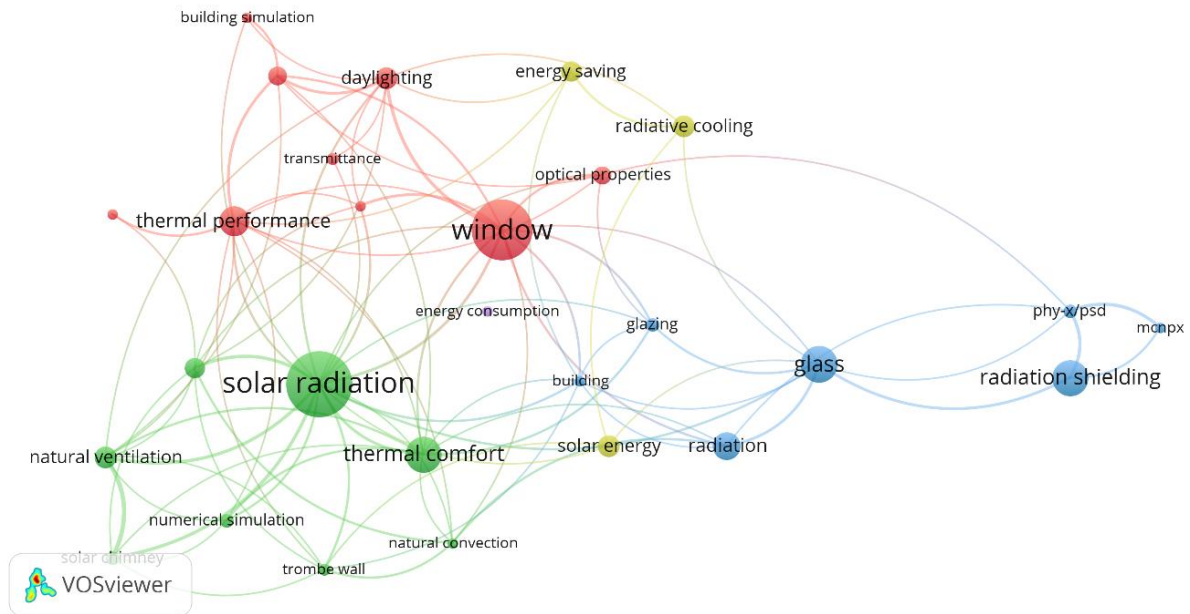 building simulation
daylighting
energy saving
radiative cooling
transmittance
optical properties
thermal performance
window
energy consumption
glazing
phy-x/psd
mcnpx
glass
solar radiation
building
radiation shielding
thermal comfort
solar energy
radiation
natural ventilation
numerical simulation
natural convection
solar chimney
trombe wall
VOSviewer